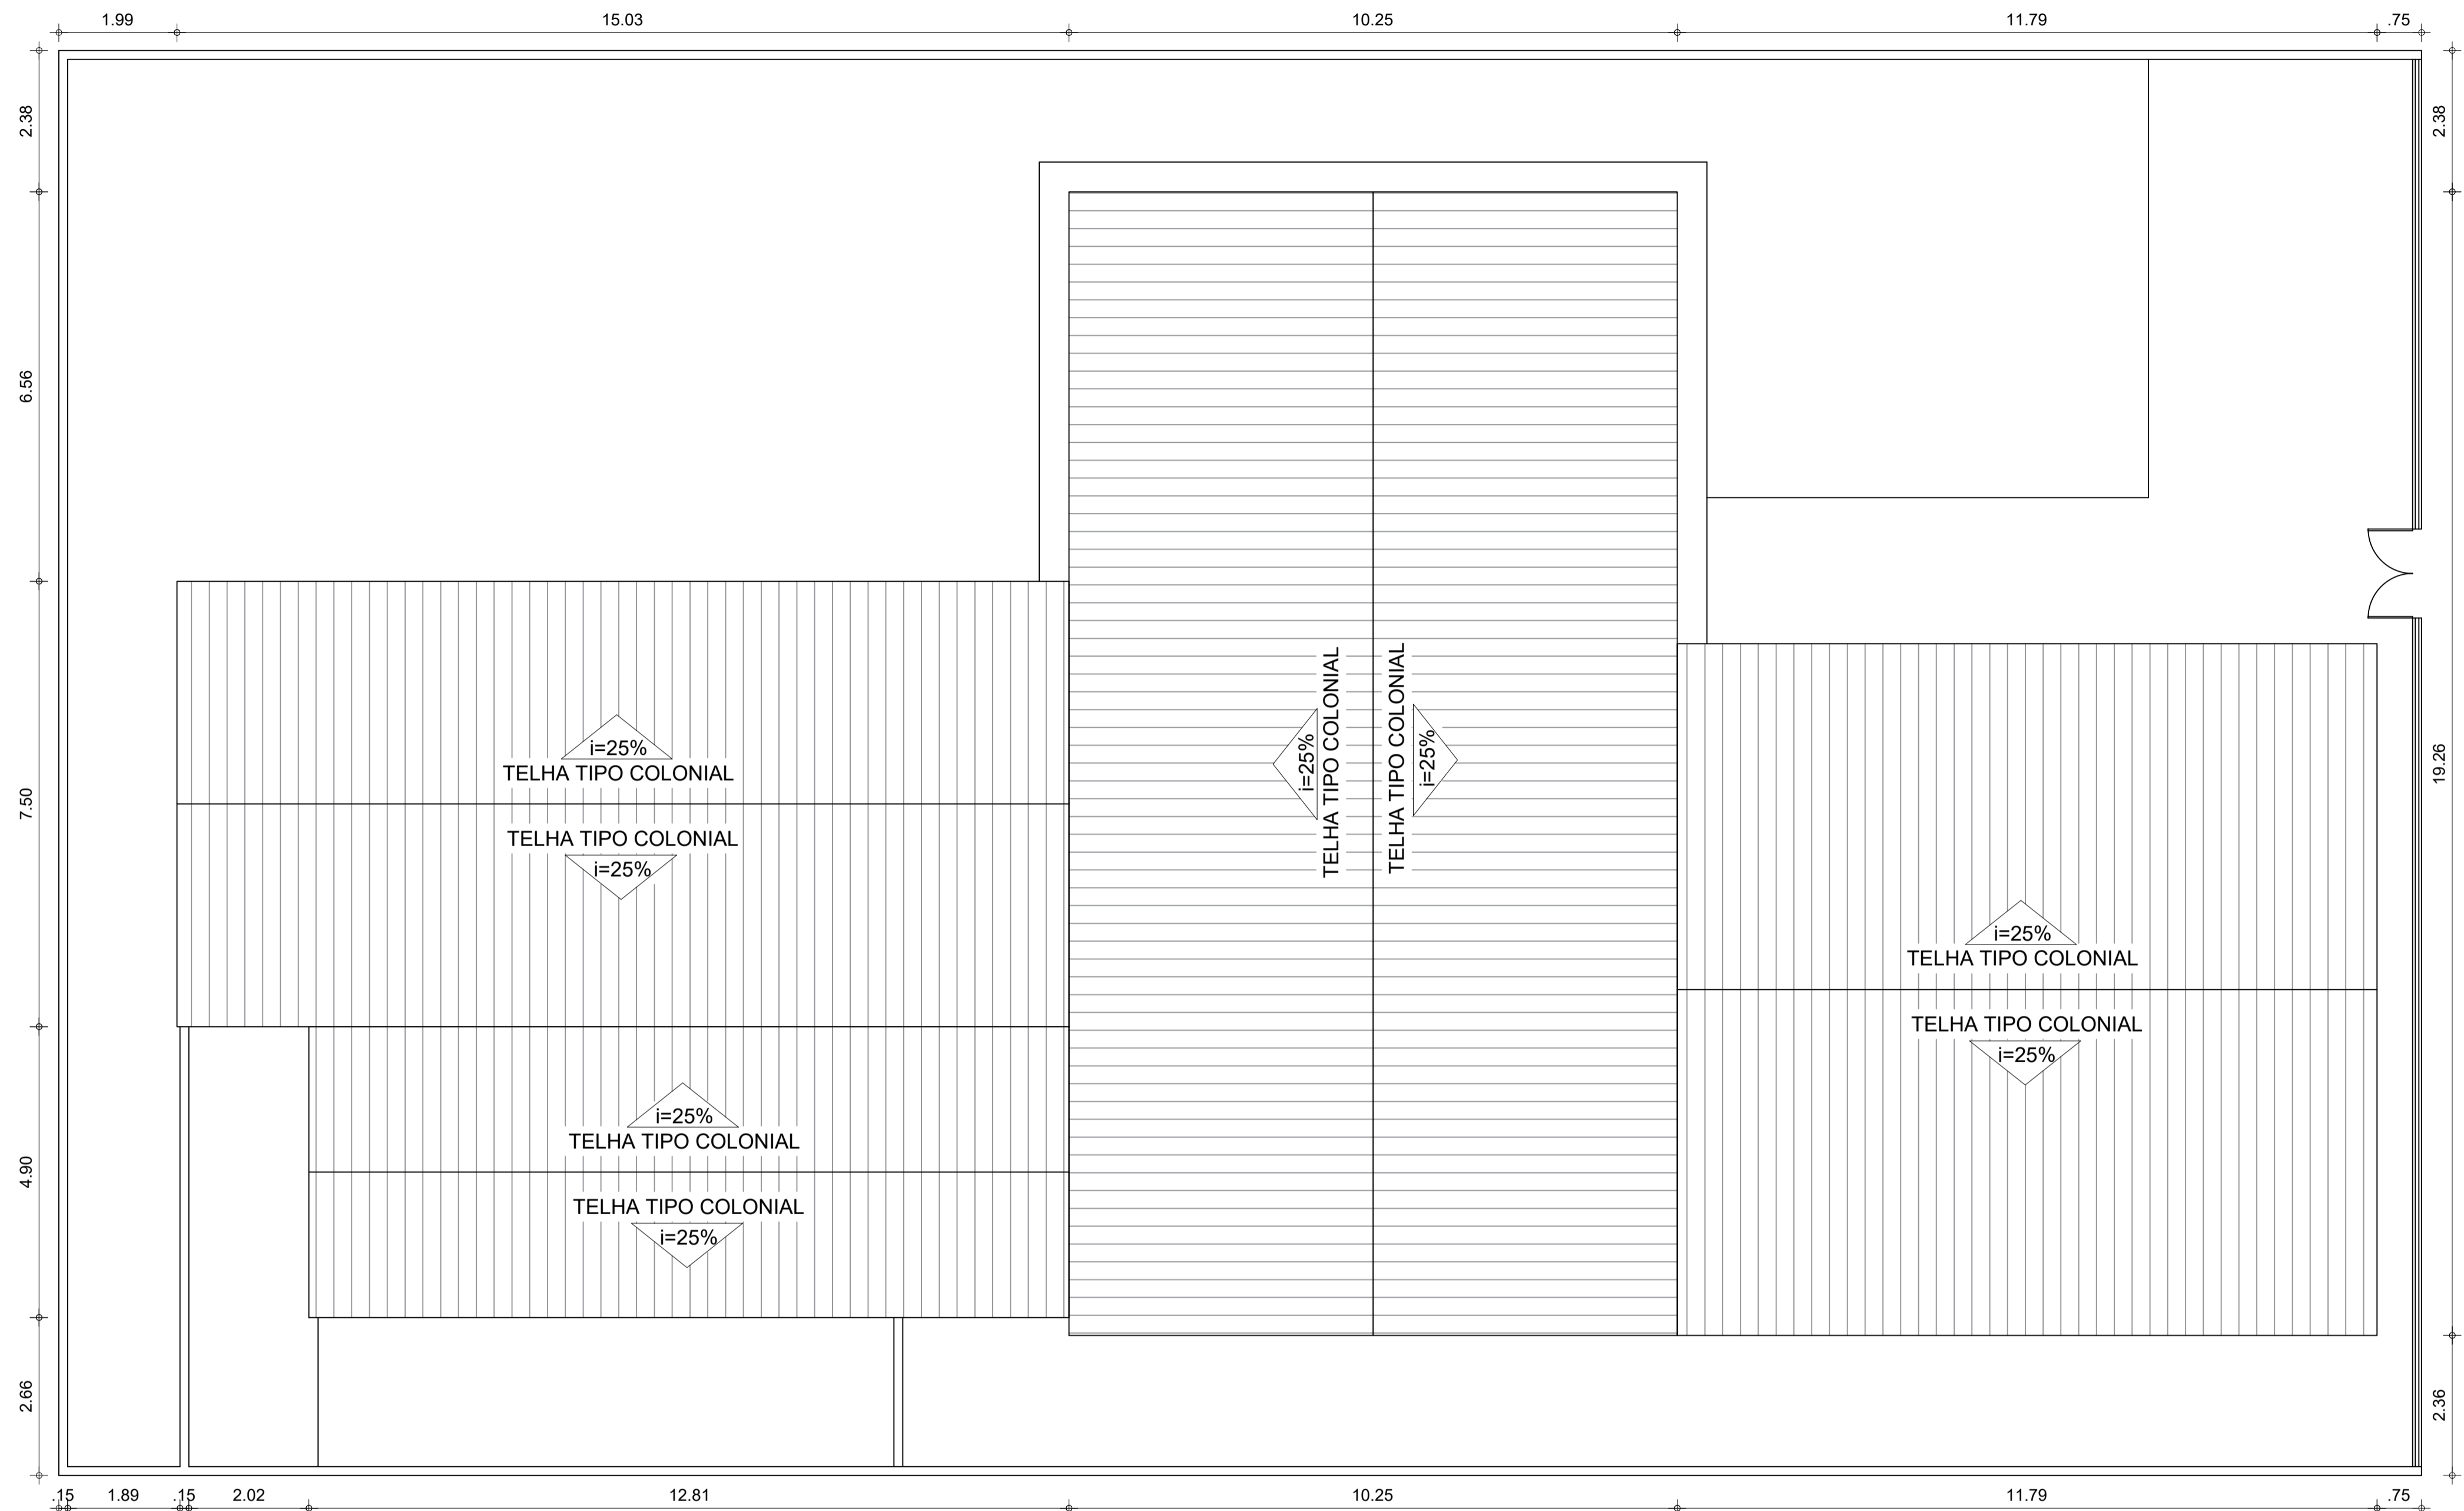 1.99 15.03 10.25 11.79 .75
2.38
2.38
6.56
7.50
4.90
2.66
19.26
2.36
i=25%
TELHA TIPO COLONIAL
TELHA TIPO COLONIAL
i=25%
i=25%
TELHA TIPO COLONIAL
TELHA TIPO COLONIAL
i=25%
i=25%
TELHA TIPO COLONIAL
TELHA TIPO COLONIAL
i=25%
i=25%
TELHA TIPO COLONIAL
TELHA TIPO COLONIAL
i=25%
.15 1.89 .15 2.02 12.81 10.25 11.79 .75